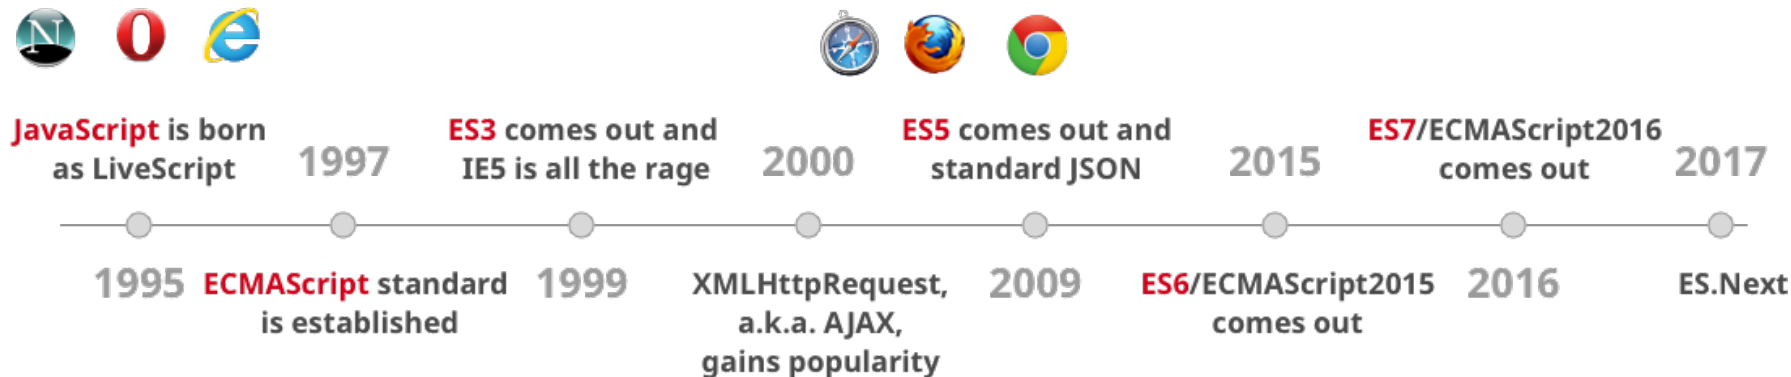 JavaScript is born
as LiveScript
1995
1997
ECMAScript standard
is established
ES3 comes out and
IE5 is all the rage
1999
2000
XMLHttpRequest,
a.k.a. AJAX,
gains popularity
ES5 comes out and
standard JSON
2009
2015
ES6/ECMAScript2015
comes out
ES7/ECMAScript2016
comes out
2016
2017
ES.Next